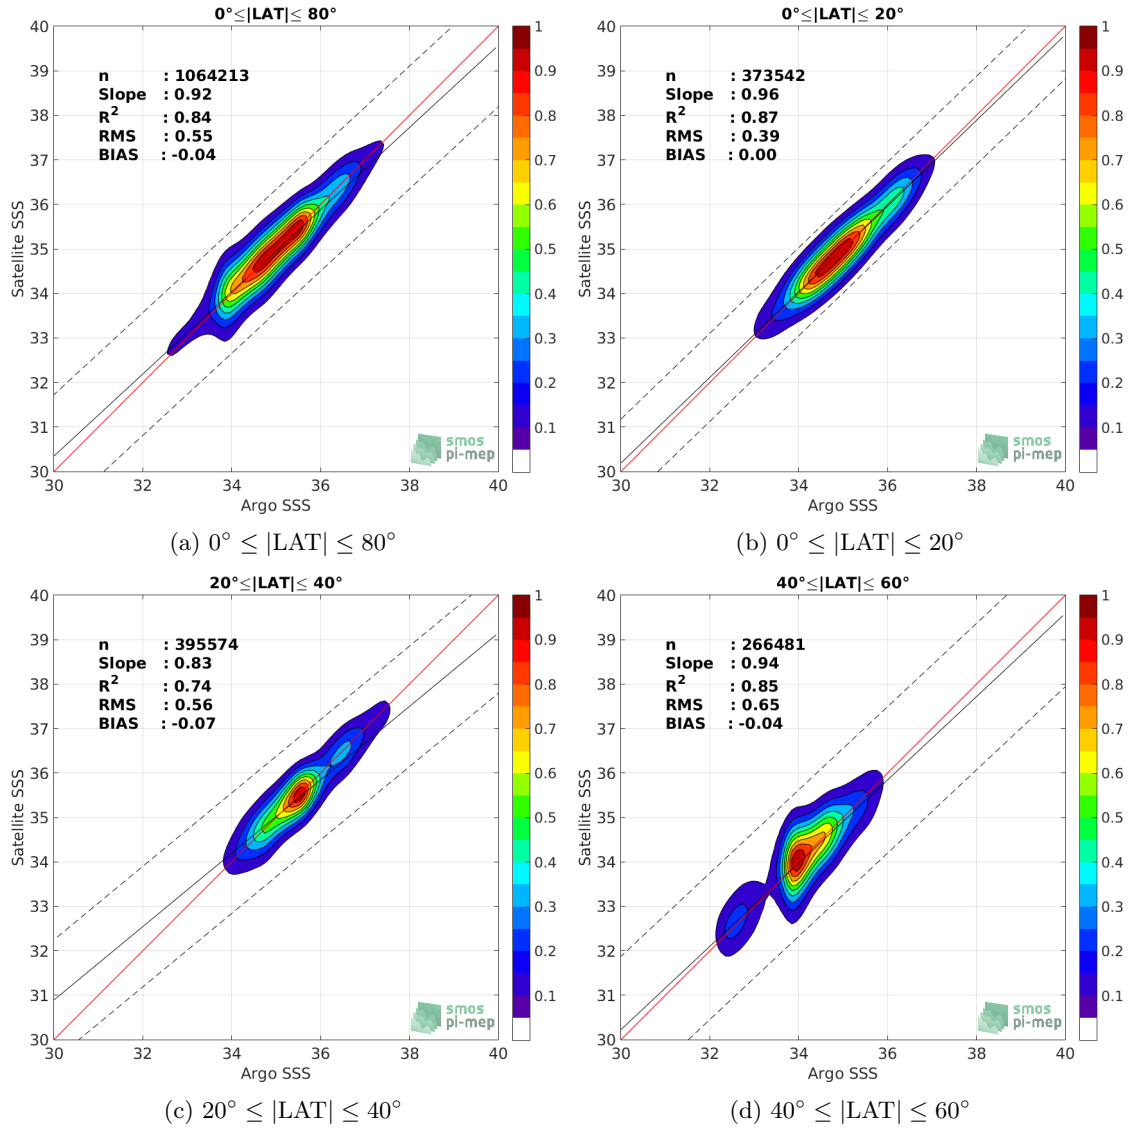 0°≤|LAT|≤ 80°
n : 1064213
Slope : 0.92
R2 : 0.84
RMS : 0.55
BIAS : -0.04
Satellite SSS
40
39
38
37
36
35
34
33
32
31
30
30 32 34 36 38 40
Argo SSS
1
0.9
0.8
0.7
0.6
0.5
0.4
0.3
0.2
0.1
smos
pi-mep
(a) 0° ≤ |LAT| ≤ 80°
0°≤|LAT|≤ 20°
n : 373542
Slope : 0.96
R2 : 0.87
RMS : 0.39
BIAS : 0.00
Satellite SSS
40
39
38
37
36
35
34
33
32
31
30
30 32 34 36 38 40
Argo SSS
1
0.9
0.8
0.7
0.6
0.5
0.4
0.3
0.2
0.1
smos
pi-mep
(b) 0° ≤ |LAT| ≤ 20°
20°≤|LAT|≤ 40°
n : 395574
Slope : 0.83
R2 : 0.74
RMS : 0.56
BIAS : -0.07
Satellite SSS
40
39
38
37
36
35
34
33
32
31
30
30 32 34 36 38 40
Argo SSS
1
0.9
0.8
0.7
0.6
0.5
0.4
0.3
0.2
0.1
smos
pi-mep
(c) 20° ≤ |LAT| ≤ 40°
40°≤|LAT|≤ 60°
n : 266481
Slope : 0.94
R2 : 0.85
RMS : 0.65
BIAS : -0.04
Satellite SSS
40
39
38
37
36
35
34
33
32
31
30
30 32 34 36 38 40
Argo SSS
1
0.9
0.8
0.7
0.6
0.5
0.4
0.3
0.2
0.1
smos
pi-mep
(d) 40° ≤ |LAT| ≤ 60°